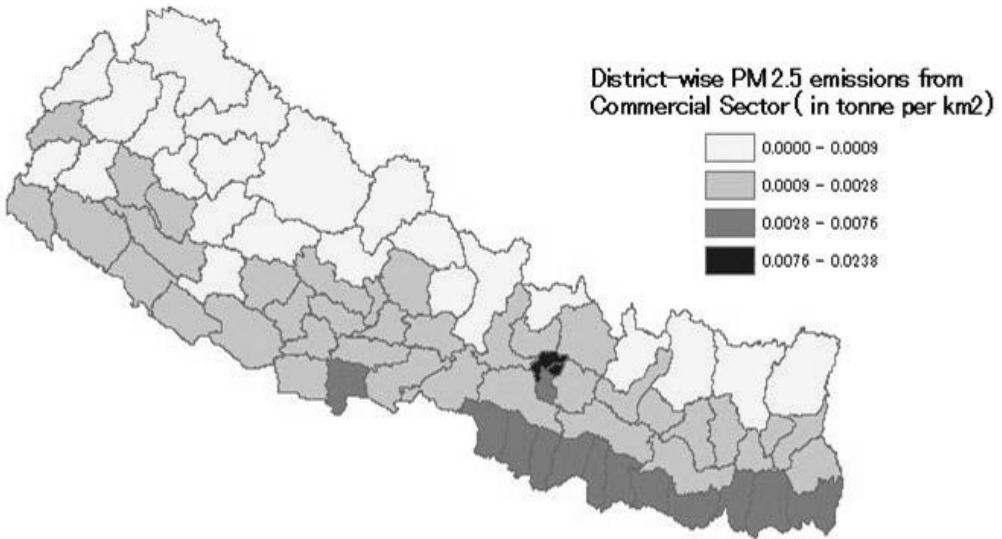 District-wise PM2.5 emissions from
Commercial Sector ( in tonne per km2)
0.0000 - 0.0009
0.0009 - 0.0028
0.0028 - 0.0076
0.0076 - 0.0238